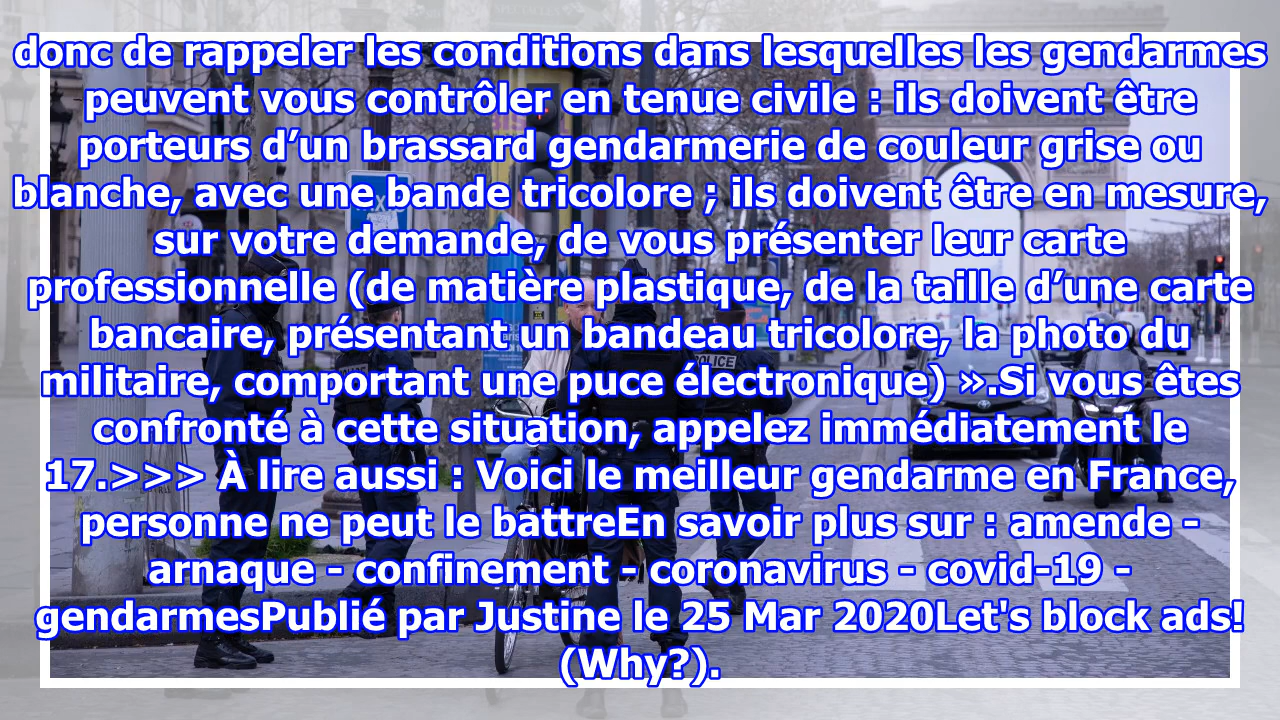 donc de rappeler les conditions dans lesquelles les gendarmes
peuvent vous contrôler en tenue civile : ils doivent être
porteurs d’un brassard gendarmerie de couleur grise ou
blanche, avec une bande tricolore ; ils doivent être en mesure,
sur votre demande, de vous présenter leur carte
professionnelle (de matière plastique, de la taille d’une carte
bancaire, présentant un bandeau tricolore, la photo du
militaire, comportant une puce électronique) ».Si vous êtes
confronté à cette situation, appelez immédiatement le
17.>>> À lire aussi : Voici le meilleur gendarme en France,
personne ne peut le battreEn savoir plus sur : amende -
arnaque - confinement - coronavirus - covid-19 -
gendarmesPublié par Justine le 25 Mar 2020Let's block ads!
(Why?).
POLICE